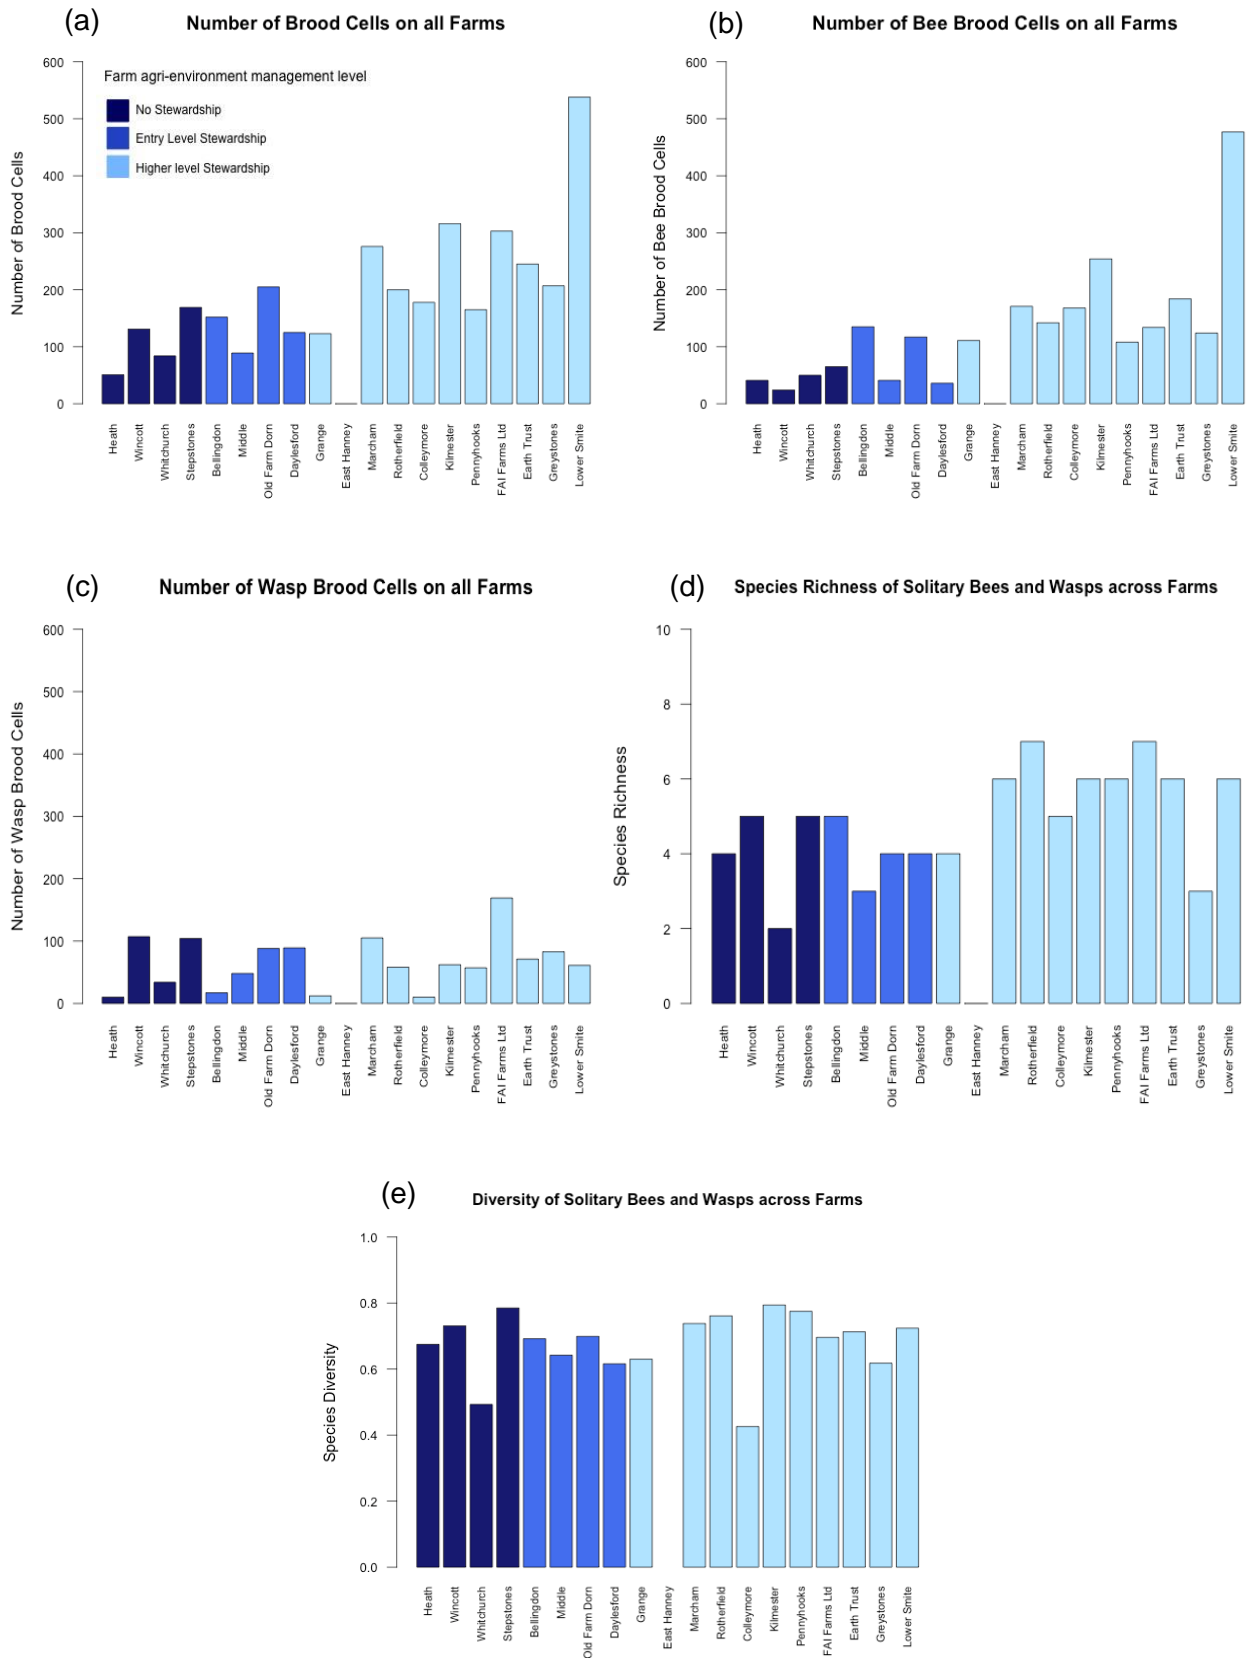 (a)
Number of Brood Cells on all Farms
Number of Brood Cells
600
500
400
300
200
100
0
Farm agri-environment management level
No Stewardship
Entry Level Stewardship
Higher level Stewardship
Heath
Wincott
Whitchurch
Stepstones
Bellingdon
Middle
Old Farm Dorn
Daylesford
Grange
East Hanney
Marcham
Rotherfield
Colleymore
Kilmester
Pennyhooks
FAI Farms Ltd
Earth Trust
Greystones
Lower Smite
(b)
Number of Bee Brood Cells on all Farms
Number of Bee Brood Cells
600
500
400
300
200
100
0
Heath
Wincott
Whitchurch
Stepstones
Bellingdon
Middle
Old Farm Dorn
Daylesford
Grange
East Hanney
Marcham
Rotherfield
Colleymore
Kilmester
Pennyhooks
FAI Farms Ltd
Earth Trust
Greystones
Lower Smite
(c)
Number of Wasp Brood Cells on all Farms
Number of Wasp Brood Cells
600
500
400
300
200
100
0
Heath
Wincott
Whitchurch
Stepstones
Bellingdon
Middle
Old Farm Dorn
Daylesford
Grange
East Hanney
Marcham
Rotherfield
Colleymore
Kilmester
Pennyhooks
FAI Farms Ltd
Earth Trust
Greystones
Lower Smite
(d)
Species Richness of Solitary Bees and Wasps across Farms
Species Richness
10
8
6
4
2
0
Heath
Wincott
Whitchurch
Stepstones
Bellingdon
Middle
Old Farm Dorn
Daylesford
Grange
East Hanney
Marcham
Rotherfield
Colleymore
Kilmester
Pennyhooks
FAI Farms Ltd
Earth Trust
Greystones
Lower Smite
(e)
Diversity of Solitary Bees and Wasps across Farms
Species Diversity
1.0
0.8
0.6
0.4
0.2
0.0
Heath
Wincott
Whitchurch
Stepstones
Bellingdon
Middle
Old Farm Dorn
Daylesford
Grange
East Hanney
Marcham
Rotherfield
Colleymore
Kilmester
Pennyhooks
FAI Farms Ltd
Earth Trust
Greystones
Lower Smite